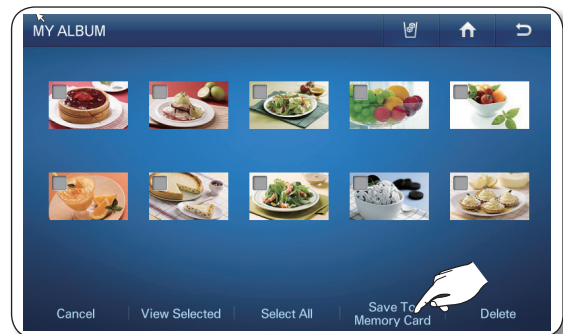 MY ALBUM
Cancel
View Selected
Select All
Save To
Memory Card
Delete